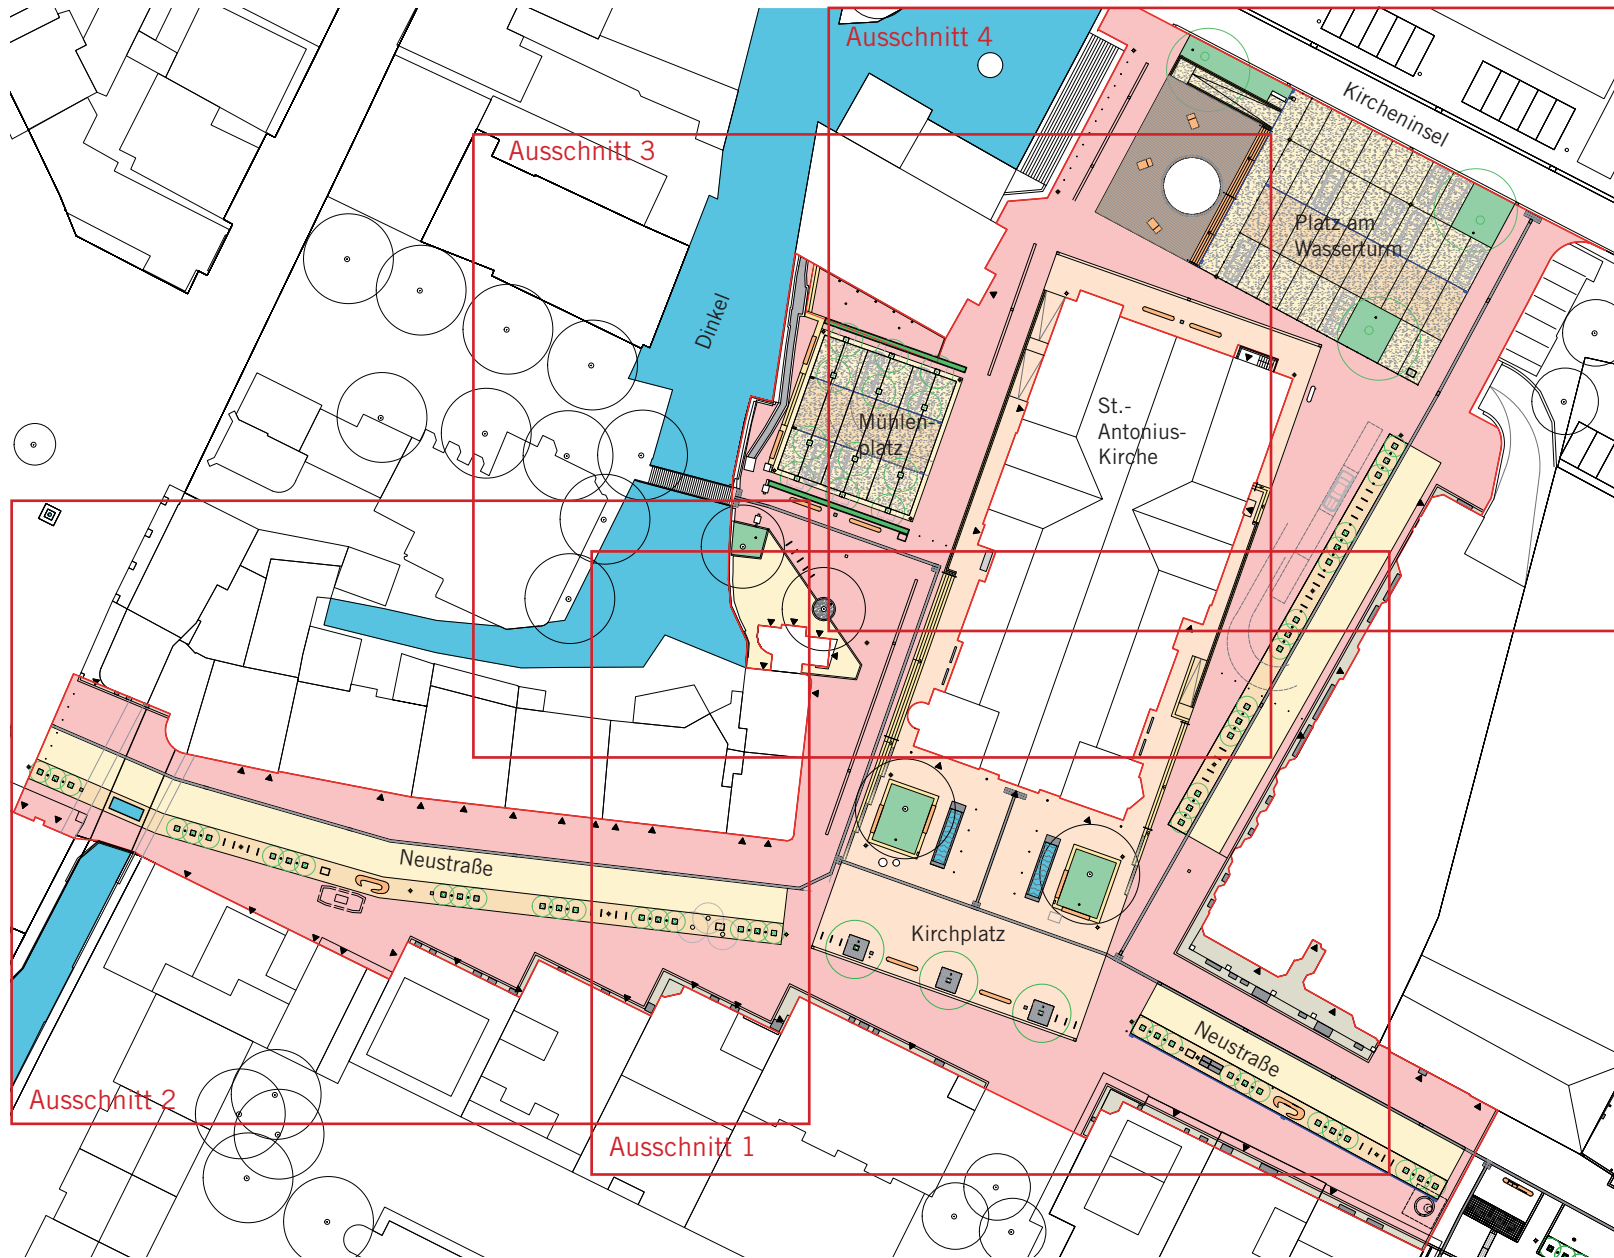 Ausschnitt 4
Kircheninsel
Ausschnitt 3
Platz am
Wasserturm
Dinkel
Mühlen-
platz
St.-
Antonius-
Kirche
Neustraße
Kirchplatz
Neustraße
Ausschnitt 2
Ausschnitt 1